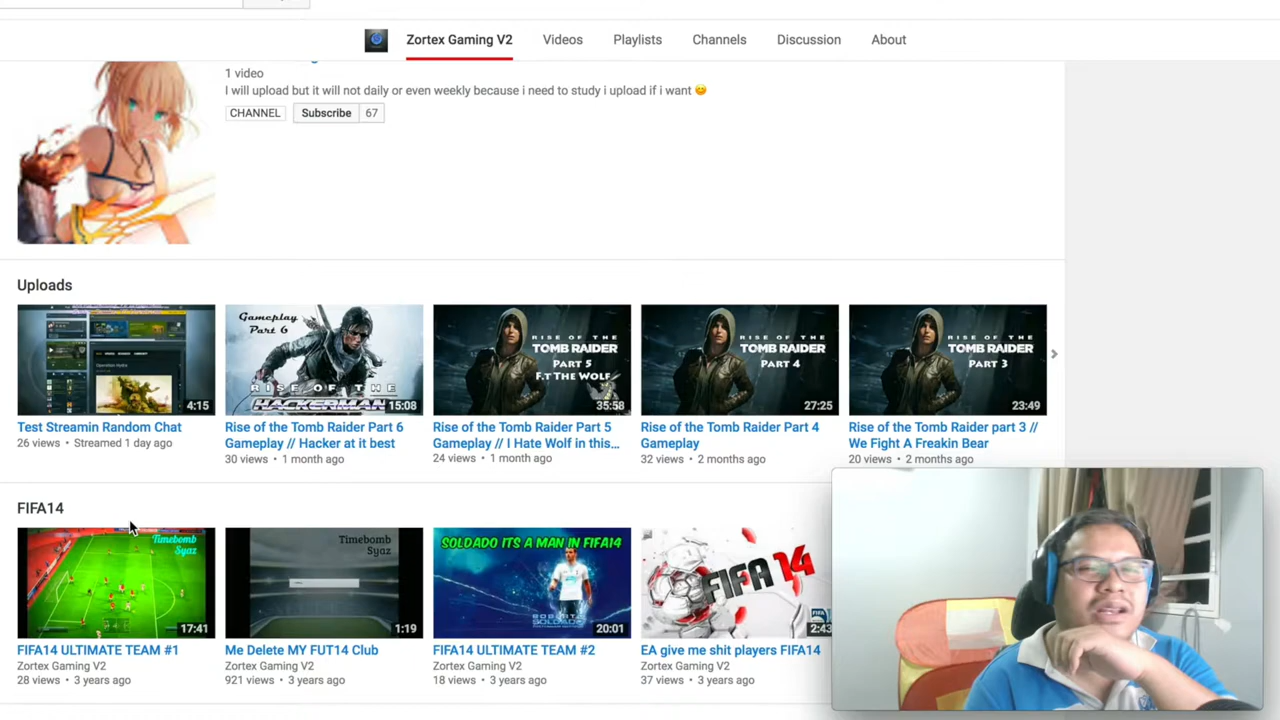 Zortex Gaming V2 Videos Playlists Channels Discussion About
1 video
I will upload but it will not daily or even weekly because i need to study i upload if i want 😊
CHANNEL Subscribe 67
Uploads
Gameplay
Part 6
RISE OF THE
HACKERMAN
RISE OF THE
TOMB RAIDER
PART 5
F.T THE WOLF
RISE OF THE
TOMB RAIDER
PART 4
RISE OF THE
TOMB RAIDER
PART 3
4:15 15:08 35:58 27:25 23:49
Test Streamin Random Chat
26 views • Streamed 1 day ago
Rise of the Tomb Raider Part 6
Gameplay // Hacker at it best
30 views • 1 month ago
Rise of the Tomb Raider Part 5
Gameplay // I Hate Wolf in this...
24 views • 1 month ago
Rise of the Tomb Raider Part 4
Gameplay
32 views • 2 months ago
Rise of the Tomb Raider part 3 //
We Fight A Freakin Bear
20 views • 2 months ago
FIFA14
Timebomb
Syaz
17:41
Timebomb
Syaz
1:19
SOLDADO ITS A MAN IN FIFA14
20:01
FIFA 14
2:43
FIFA14 ULTIMATE TEAM #1
Zortex Gaming V2
28 views • 3 years ago
Me Delete MY FUT14 Club
Zortex Gaming V2
921 views • 3 years ago
FIFA14 ULTIMATE TEAM #2
Zortex Gaming V2
18 views • 3 years ago
EA give me shit players FIFA14
Zortex Gaming V2
37 views • 3 years ago